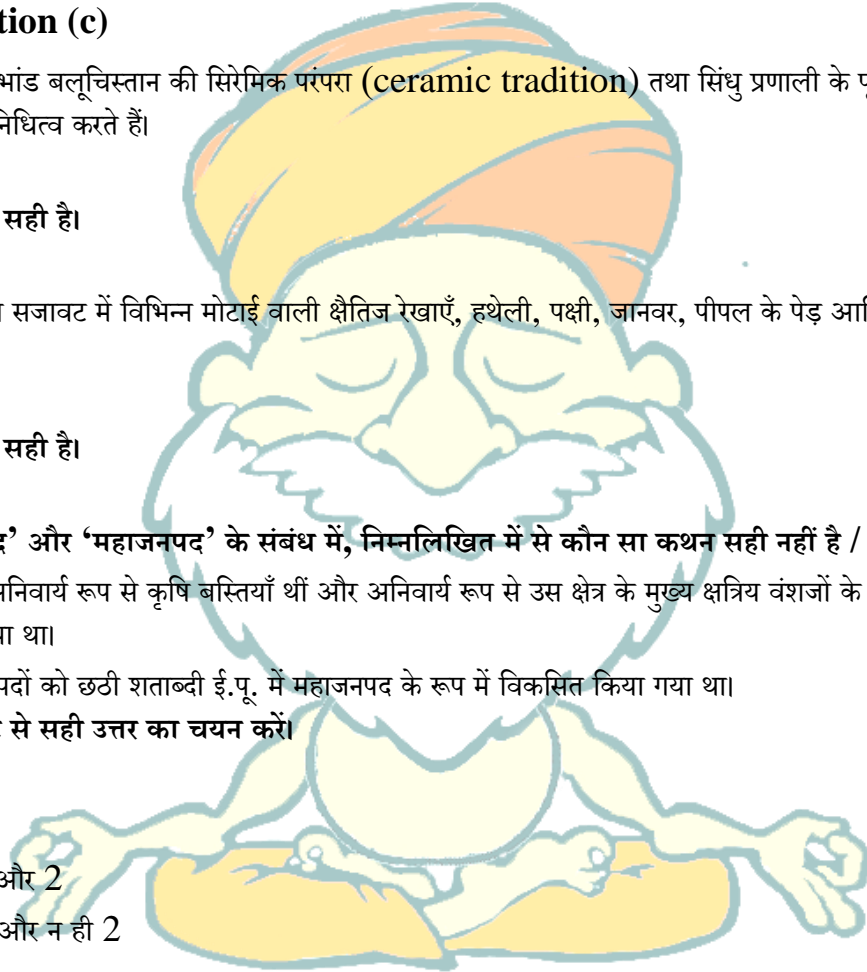 tion (c)
भांड बलूचिस्तान की सिरेमिक परंपरा (ceramic tradition) तथा सिंधु प्रणाली के
निधित्व करते हैं।
सही है।
सजावट में विभिन्न मोटाई वाली क्षैतिज रेखाएँ, हथेली, पक्षी, जानवर, पीपल के पेड़
सही है।
और ‘महाजनपद’ के संबंध में, निम्नलिखित में से कौन सा कथन सही नहीं है /
अनिवार्य रूप से कृषि बस्तियाँ थीं और अनिवार्य रूप से उस क्षेत्र के मुख्य क्षत्रिय वंशजों के
था।
पदों को छठी शताब्दी ई.पू. में महाजनपद के रूप में विकसित किया गया था।
से सही उत्तर का चयन करें।
और 2
और न ही 2